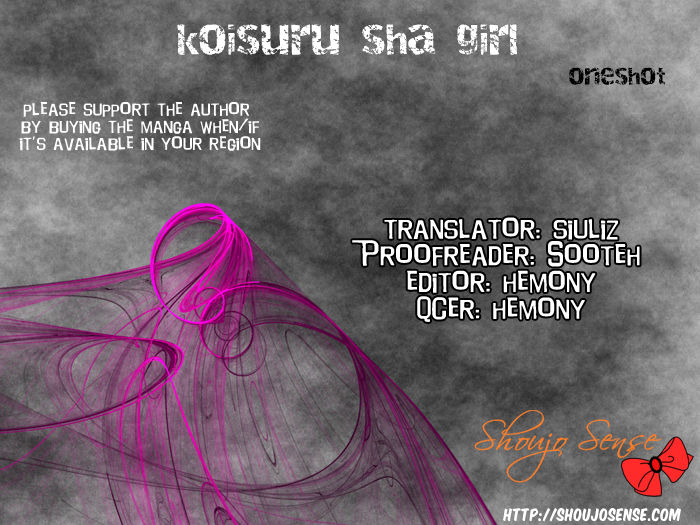 koisuru sha girl
oneshot
PLEASE SUPPORT THE AUTHOR
BY BUYING THE MANGA WHEN/IF
IT'S AVAILABLE IN YOUR REGION
TRANSLATOR: SIULIZ
PROOFREADER: SOOTEH
EDITOR: HEMONY
QCER: HEMONY
Shoujo Sense
HTTP://SHOUJOSENSE.COM